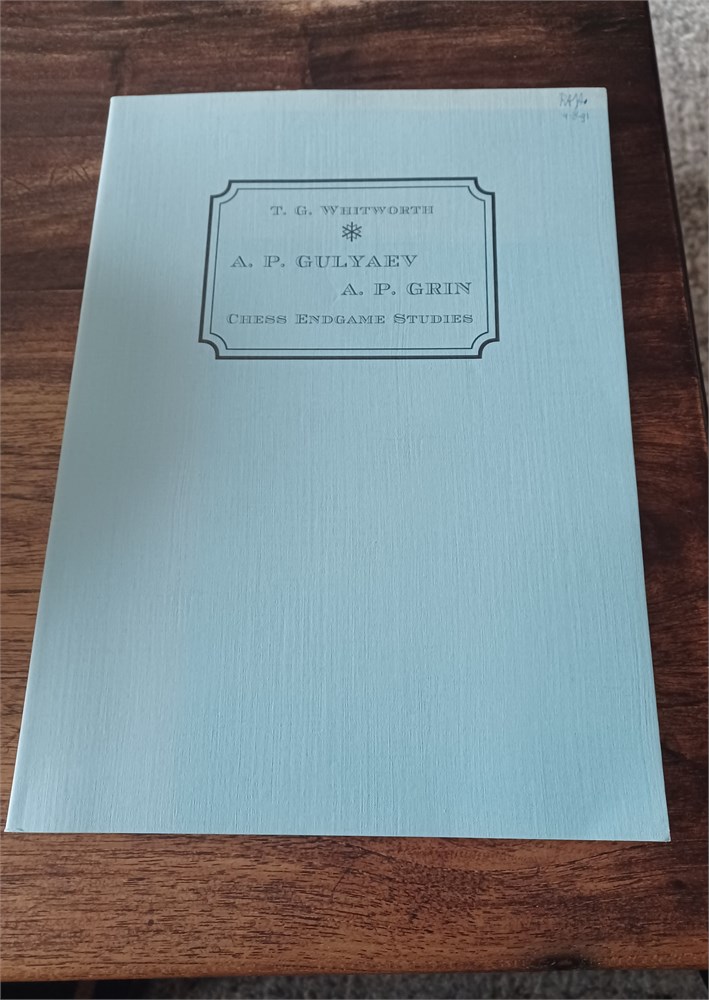 T. G. WHITWORTH
A. P. GULYAEV
A. P. GRIN
CHESS ENDGAME STUDIES